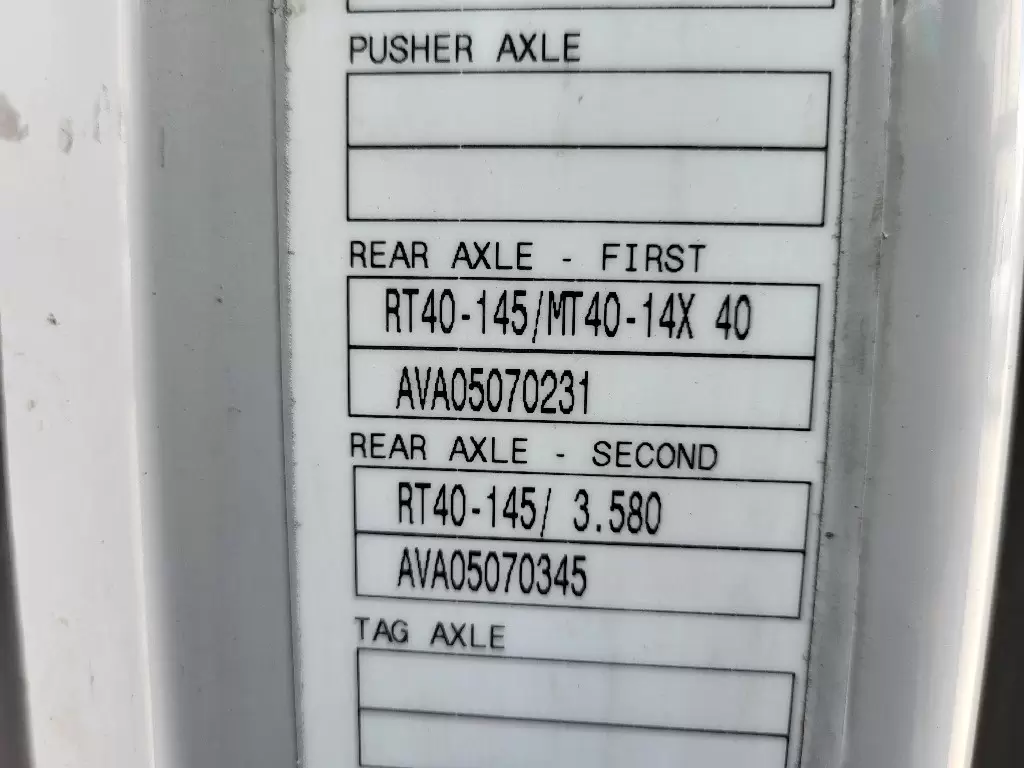 PUSHER AXLE
REAR AXLE - FIRST
RT40-145/MT40-14X 40
AVA05070231
REAR AXLE - SECOND
RT40-145/ 3.580
AVA05070345
TAG AXLE